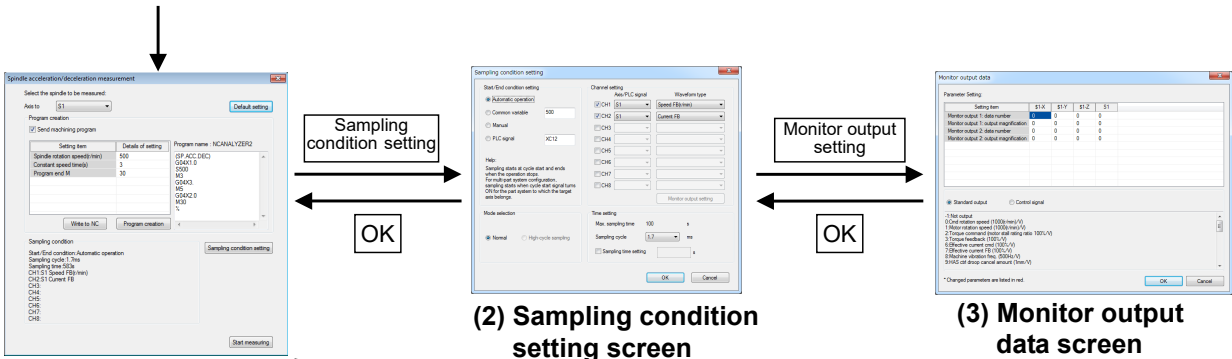 Spindle acceleration/deceleration measurement
Select the spindle to be measured:
Axis to
S1
Default setting
Program creation
Send machining program
Setting item
Details of setting
Program name : NCANALYZER2
Spindle rotation speed(r/min)
500
Constant speed time(s)
3
Program end M
30
(SP.ACC.DEC)
G04X1.0
S500
M3
G04X3.
M5
G04X2.0
M30
%
Write to NC
Program creation
Sampling condition
Sampling condition setting
Start/End condition:Automatic operation
Sampling cycle:1.7ms
Sampling time:583s
CH1:S1 Speed FB(r/min)
CH2:S1 Current FB
CH3:
CH4:
CH5:
CH6:
CH7:
CH8:
Start measuring
Sampling
condition setting
OK
Sampling condition setting
Start/End condition setting
Automatic operation
Common variable
500
Manual
PLC signal
XC12
Help:
Sampling starts at cycle start and ends
when the operation stops.
For multi-part system configuration,
sampling starts when cycle start signal turns
ON for the part system to which the target
axis belongs.
Channel setting
Axis/PLC signal
Waveform type
CH1
S1
Speed FB(r/min)
CH2
S1
Current FB
CH3
CH4
CH5
CH6
CH7
CH8
Monitor output setting
Mode selection
Normal
High-cycle sampling
Time setting
Max. sampling time
100
s
Sampling cycle
1.7
ms
Sampling time setting
s
OK
Cancel
(2) Sampling condition
setting screen
Monitor output
setting
OK
Monitor output data
Parameter Setting:
Setting item
$1-X
$1-Y
$1-Z
S1
Monitor output 1: data number
0
0
0
0
Monitor output 1: output magnification
0
0
0
0
Monitor output 2: data number
0
0
0
0
Monitor output 2: output magnification
0
0
0
0
Standard output
Control signal
-1:Not output
0:Cmd rotation speed (1000(r/min)/V)
1:Motor rotation speed (1000(r/min)/V)
2:Torque command (motor stall rating ratio 100%/V)
3:Torque feedback (100%/V)
6:Effective current cmd (100%/V)
7:Effective current FB (100%/V)
8:Machine vibration freq. (500Hz/V)
9:HAS ctrl droop cancel amount (1mm/V)
* Changed parameters are listed in red.
OK
Cancel
(3) Monitor output
data screen